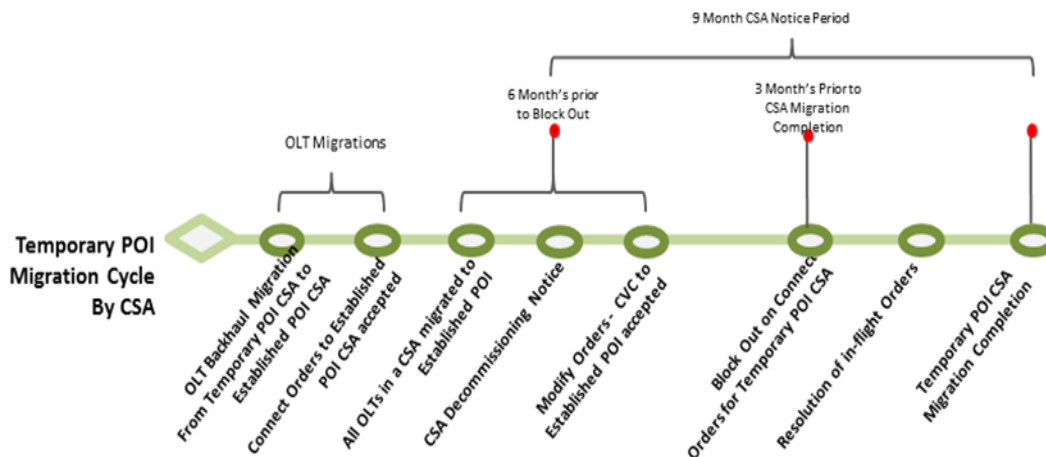 9 Month CSA Notice Period
6 Month's prior
to Block Out
3 Month's Prior to
CSA Migration
Completion
OLT Migrations
Temporary POI
Migration Cycle
By CSA
OLT Backhaul Migration
From Temporary POI CSA to
Established POI CSA
Connect Orders to Established
POI CSA accepted
All OLTs in a CSA migrated to
Established POI
CSA Decommissioning Notice
Modify Orders - CVC to
Established POI accepted
Block Out on Connect
Orders for Temporary POI CSA
Resolution of in-flight Orders
Temporary POI CSA
Migration Completion